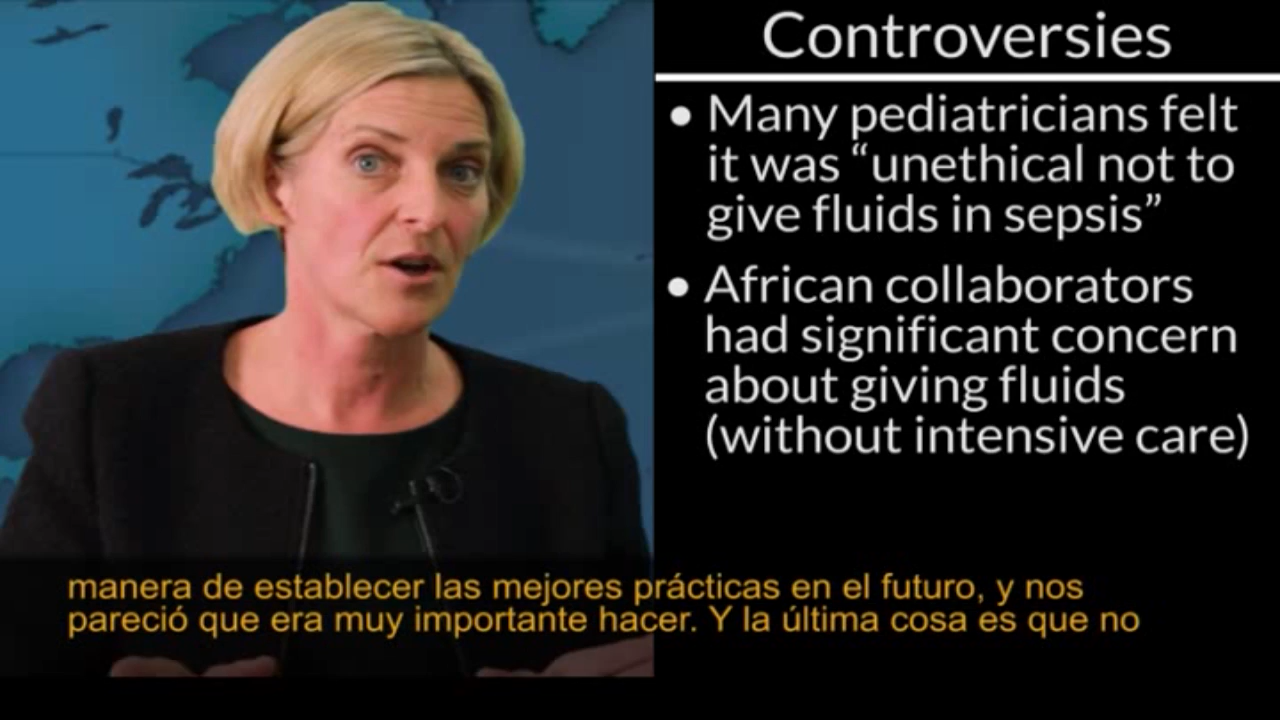 Controversies
• Many pediatricians felt
it was “unethical not to
give fluids in sepsis”
• African collaborators
had significant concern
about giving fluids
(without intensive care)
manera de establecer las mejores prácticas en el futuro, y nos
pareció que era muy importante hacer. Y la última cosa es que no